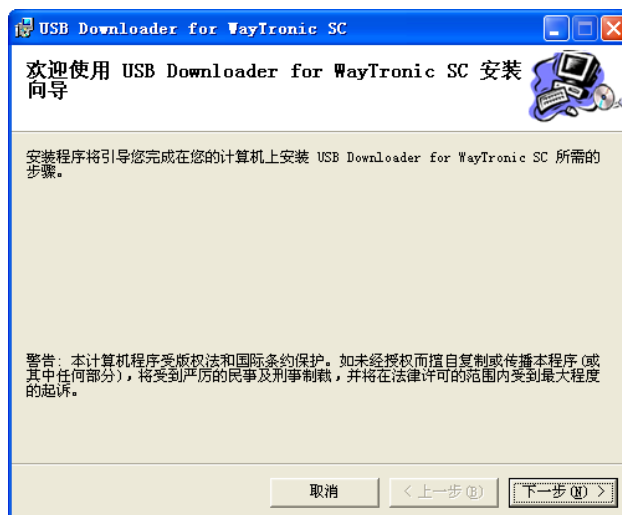 USB Downloader for WayTronic SC
欢迎使用 USB Downloader for WayTronic SC 安装
向导
安装程序将引导您完成在您的计算机上安装 USB Downloader for WayTronic SC 所需的
步骤。
警告: 本计算机程序受版权法和国际条约保护。如未经授权而擅自复制或传播本程序(或
其中任何部分)，将受到严厉的民事及刑事制裁，并将在法律许可的范围内受到最大程度
的起诉。
取消
< 上一步(B)
下一步(N) >